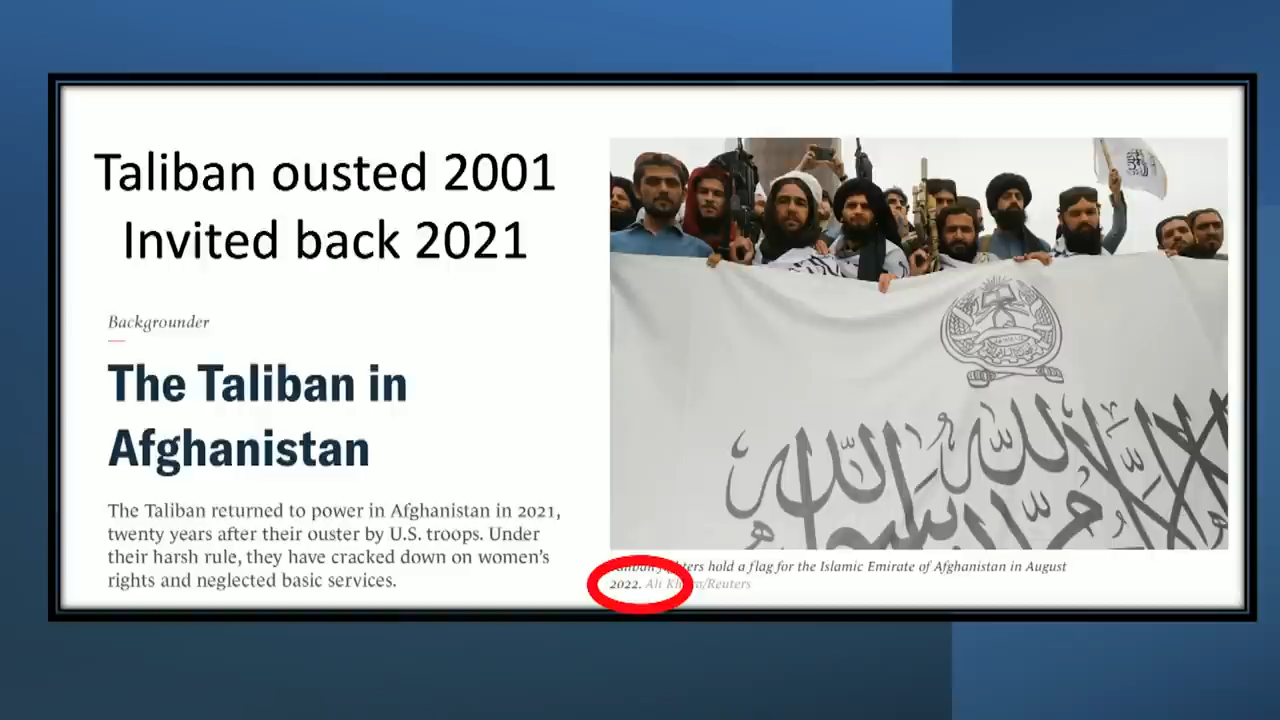 Taliban ousted 2001
Invited back 2021
Backgrounder
The Taliban in
Afghanistan
The Taliban returned to power in Afghanistan in 2021,
twenty years after their ouster by U.S. troops. Under
their harsh rule, they have cracked down on women's
rights and neglected basic services.
hold a flag for the Islamic Emirate of Afghanistan in August
2022. Ali /Reuters